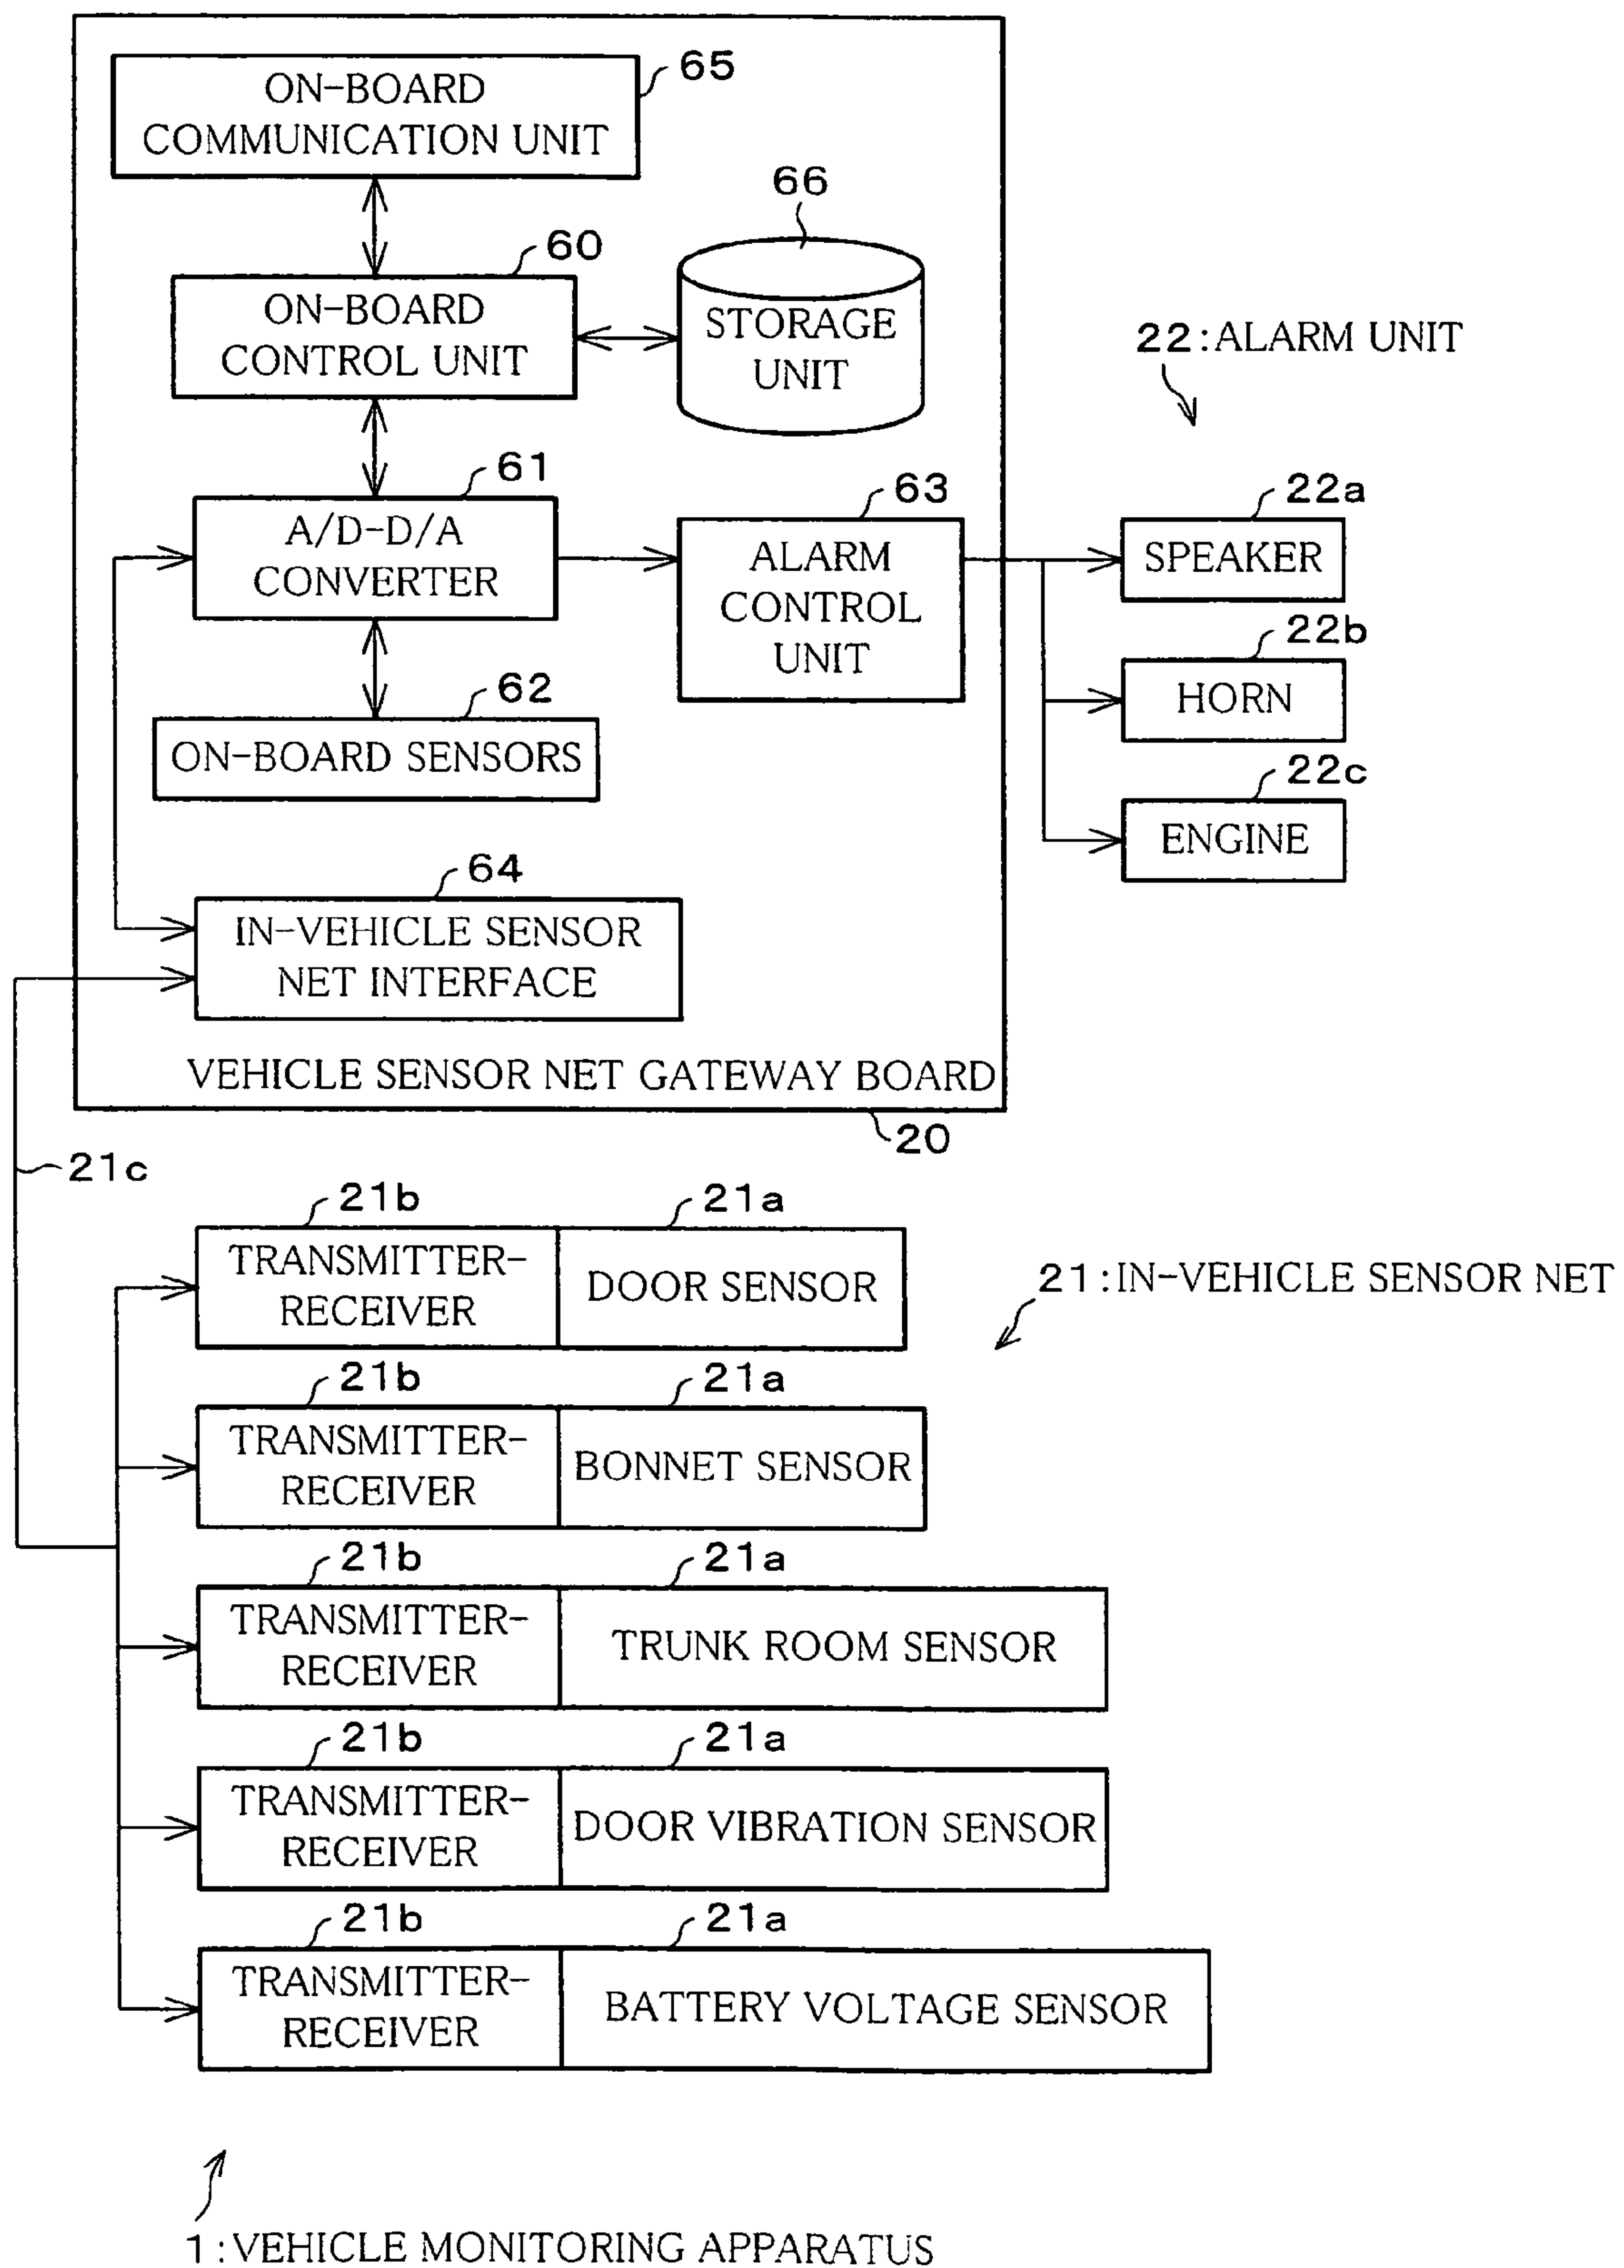 65
ON-BOARD
COMMUNICATION UNIT
66
60
ON-BOARD
CONTROL UNIT
STORAGE
UNIT
22:ALARM UNIT
61
A/D-D/A
CONVERTER
63
ALARM
CONTROL
UNIT
22a
SPEAKER
22b
HORN
22c
ENGINE
62
ON-BOARD SENSORS
64
IN-VEHICLE SENSOR
NET INTERFACE
VEHICLE SENSOR NET GATEWAY BOARD
20
21c
21b
21a
TRANSMITTER-
RECEIVER
DOOR SENSOR
21:IN-VEHICLE SENSOR NET
21b
21a
TRANSMITTER-
RECEIVER
BONNET SENSOR
21b
21a
TRANSMITTER-
RECEIVER
TRUNK ROOM SENSOR
21b
21a
TRANSMITTER-
RECEIVER
DOOR VIBRATION SENSOR
21b
21a
TRANSMITTER-
RECEIVER
BATTERY VOLTAGE SENSOR
1:VEHICLE MONITORING APPARATUS